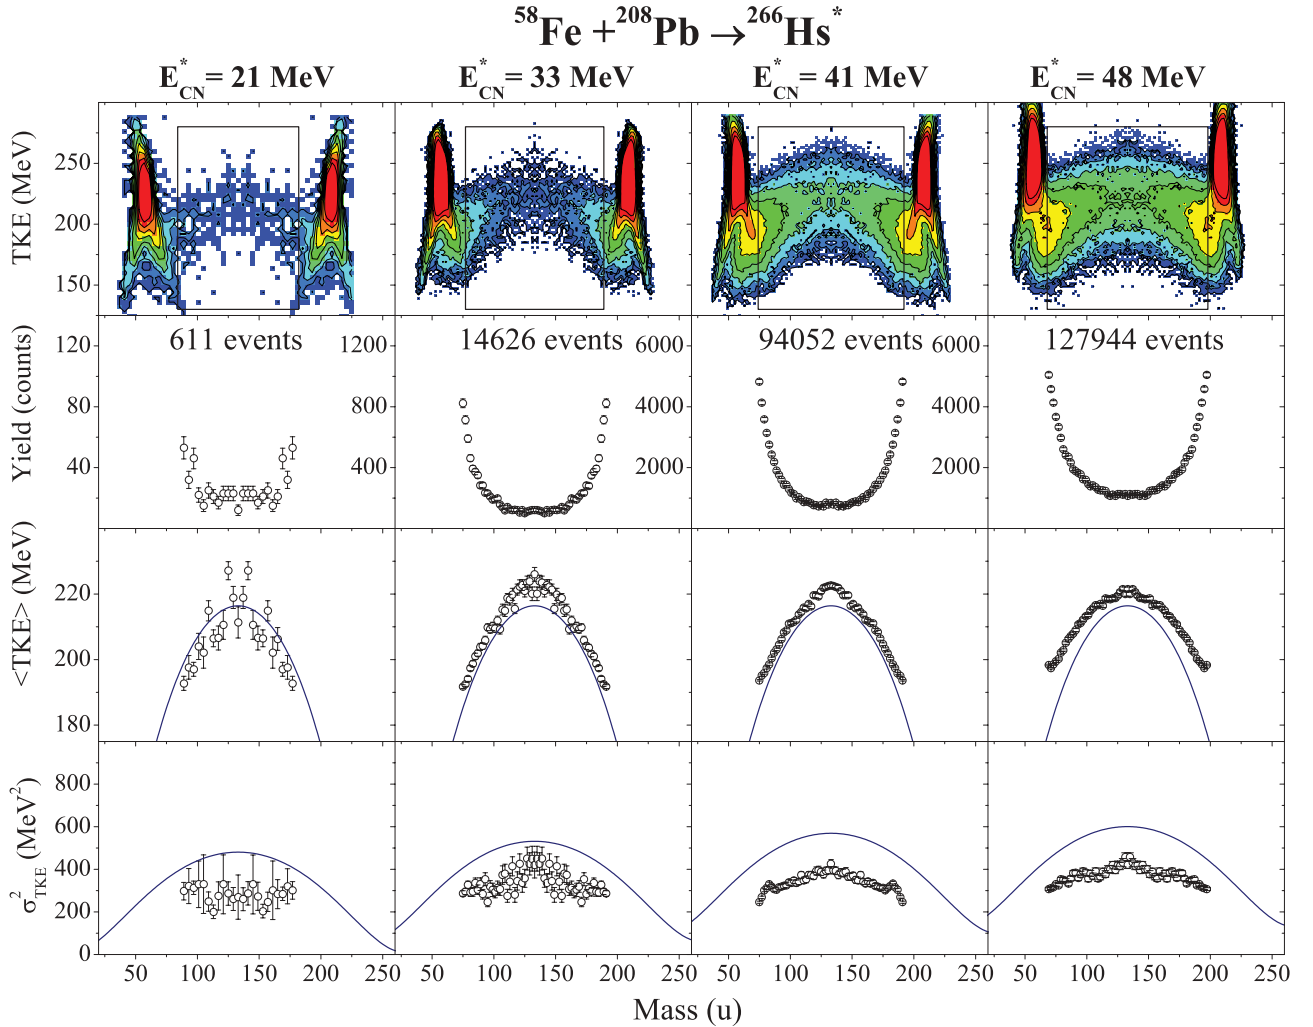 ⁵⁸Fe + ²⁰⁸Pb → ²⁶⁶Hs*
E*CN = 21 MeV E*CN = 33 MeV E*CN = 41 MeV E*CN = 48 MeV
TKE (MeV)
250
200
150
611 events 14626 events 94052 events 127944 events
Yield (counts)
120 1200 6000 6000
80 800 4000 4000
40 400 2000 2000
<TKE> (MeV)
220
200
180
σ²TKE (MeV²)
800
600
400
200
0
50 100 150 200 250 50 100 150 200 250 50 100 150 200 250 50 100 150 200 250
Mass (u)